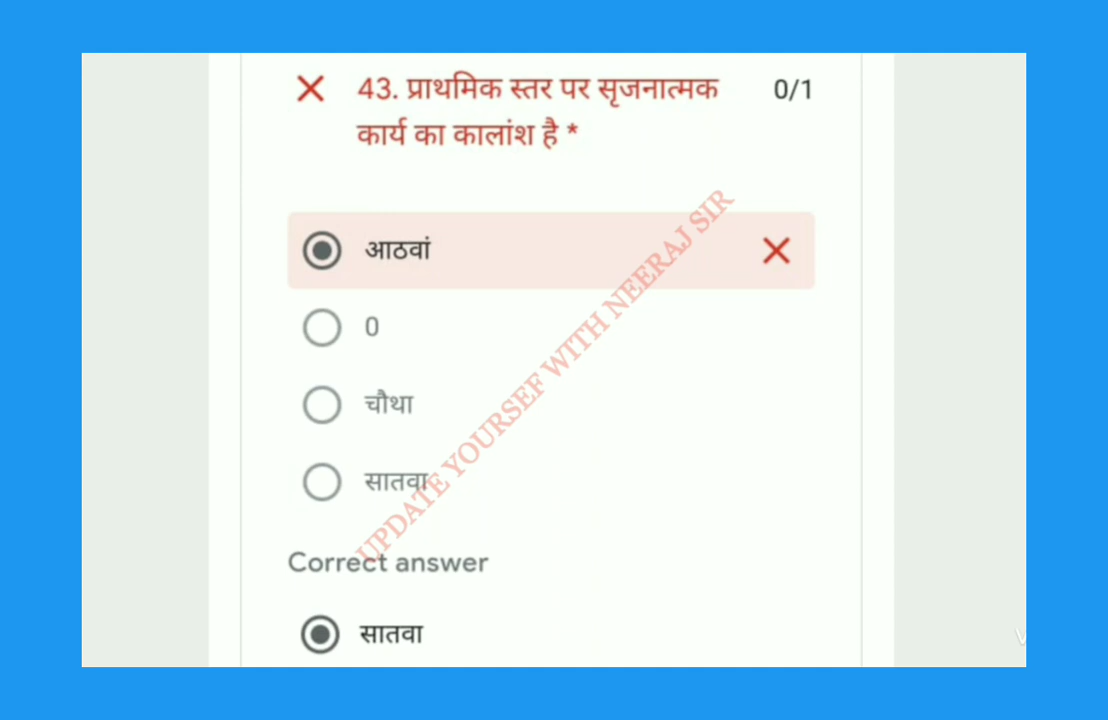 43. प्राथमिक स्तर पर सृजनात्मक 0/1
कार्य का कालांश है *
आठवां
0
चौथा
सातवा
UPDATE YOURSEF WITH NEERAJ SIR
Correct answer
सातवा